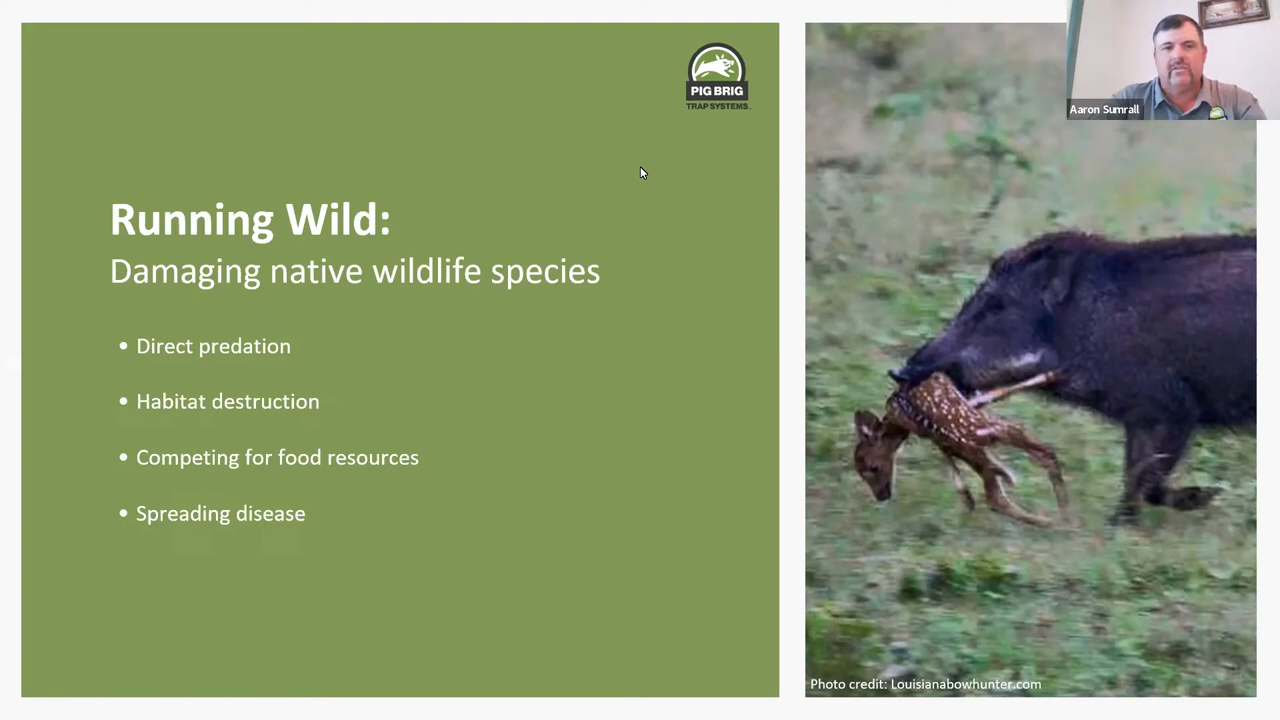 PIG BRIG
TRAP SYSTEMS.
Aaron Sumrall
Running Wild:
Damaging native wildlife species
• Direct predation
• Habitat destruction
• Competing for food resources
• Spreading disease
Photo credit: Louisianabowhunter.com